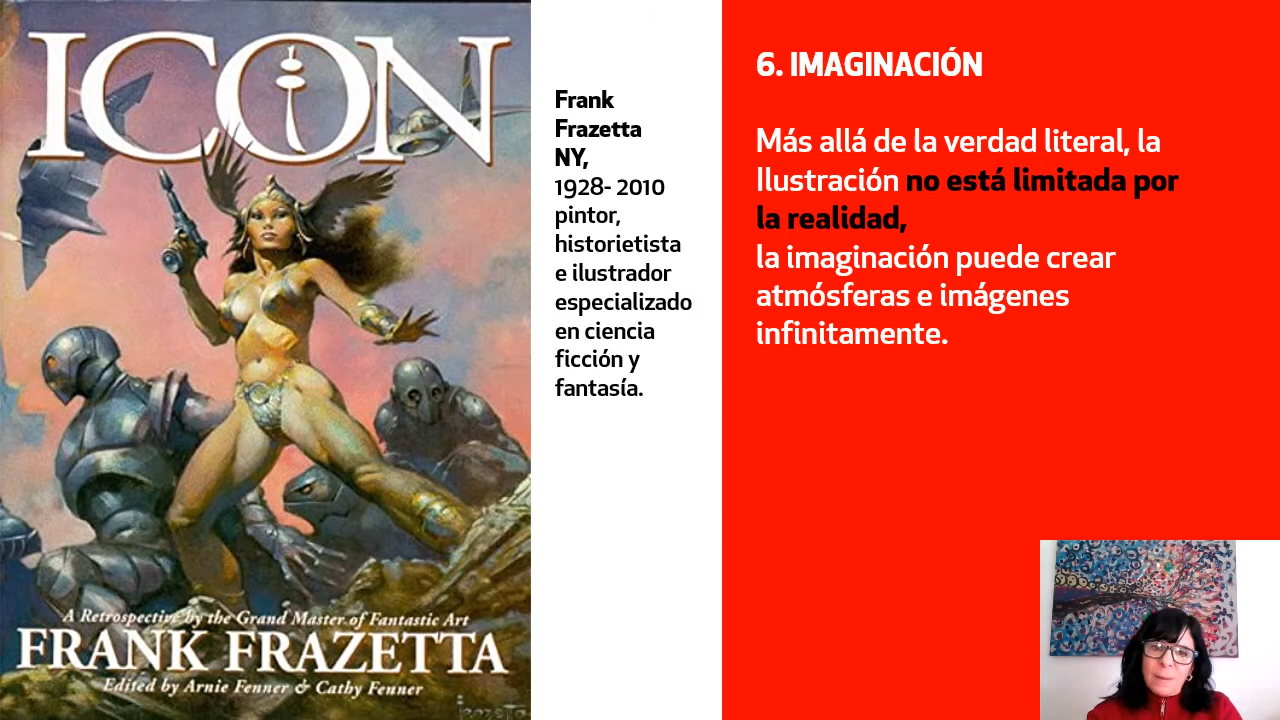 ICON
A Retrospective by the Grand Master of Fantastic Art
FRANK FRAZETTA
Edited by Arnie Fenner & Cathy Fenner
Frazetta
Frank
Frazetta
NY,
1928- 2010
pintor,
historietista
e ilustrador
especializado
en ciencia
ficción y
fantasía.
6. IMAGINACIÓN
Más allá de la verdad literal, la
Ilustración no está limitada por
la realidad,
la imaginación puede crear
atmósferas e imágenes
infinitamente.